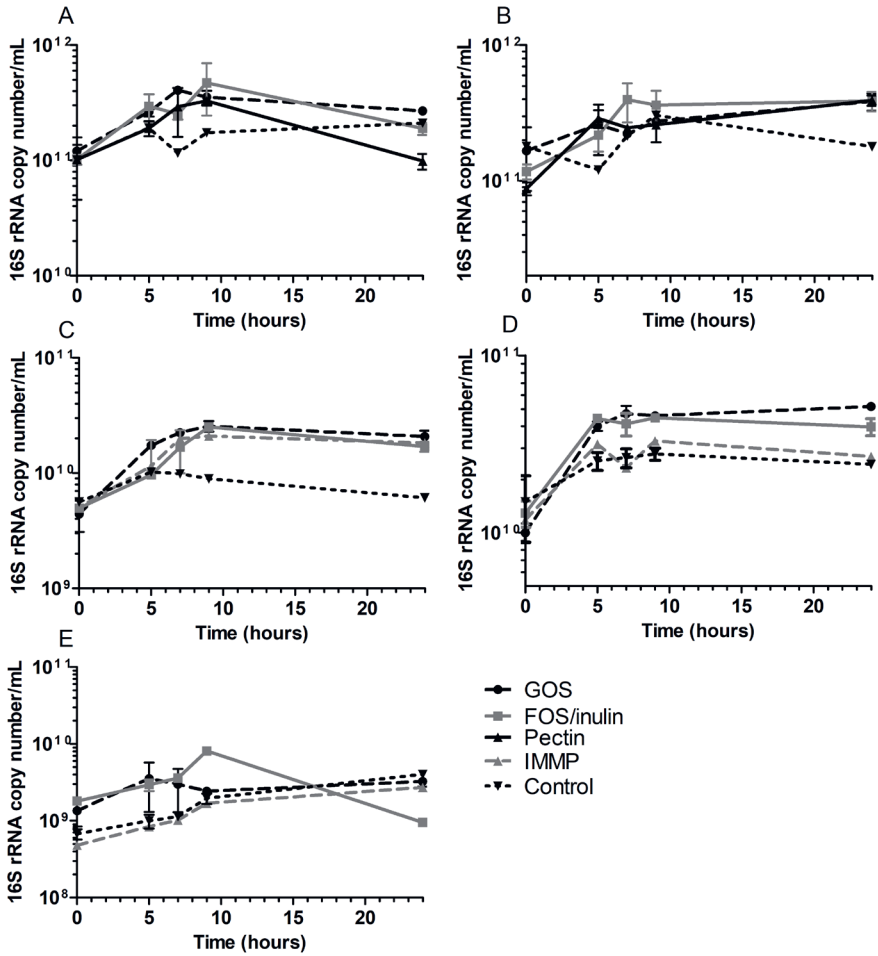 A
16S rRNA copy number/mL
10¹²
10¹¹
10¹⁰
0 5 10 15 20
Time (hours)
B
16S rRNA copy number/mL
10¹²
10¹¹
0 5 10 15 20
Time (hours)
C
16S rRNA copy number/mL
10¹¹
10¹⁰
10⁹
0 5 10 15 20
Time (hours)
D
16S rRNA copy number/mL
10¹¹
10¹⁰
0 5 10 15 20
Time (hours)
E
16S rRNA copy number/mL
10¹¹
10¹⁰
10⁹
10⁸
0 5 10 15 20
Time (hours)
GOS
FOS/inulin
Pectin
IMMP
Control